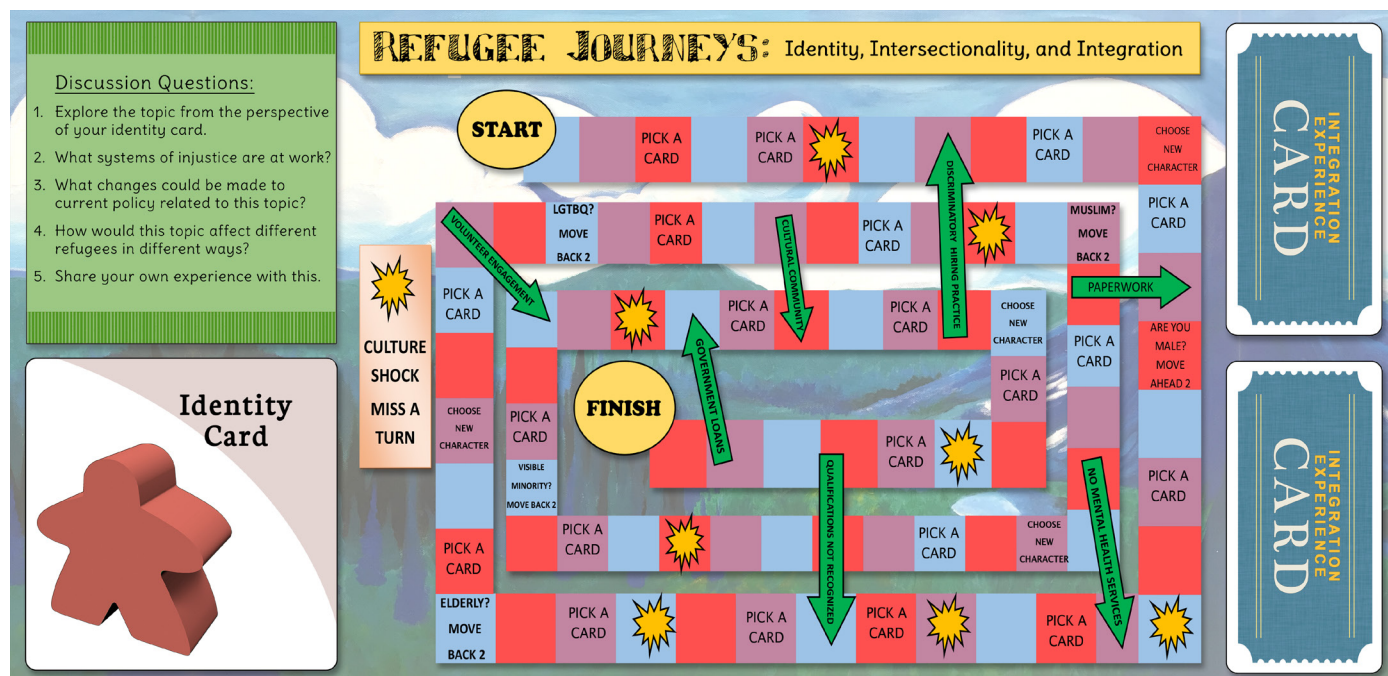 REFUGEE JOURNEYS: Identity, Intersectionality, and Integration
Discussion Questions:
1. Explore the topic from the perspective
of your identity card.
2. What systems of injustice are at work?
3. What changes could be made to
current policy related to this topic?
4. How would this topic affect different
refugees in different ways?
5. Share your own experience with this.
Identity
Card
CULTURE
SHOCK
MISS A
TURN
START
PICK A
CARD
PICK A
CARD
PICK A
CARD
CHOOSE
NEW
CHARACTER
PICK A
CARD
PAPERWORK
ARE YOU
MALE?
MOVE
AHEAD 2
PICK A
CARD
NO MENTAL HEALTH SERVICES
PICK A
CARD
PICK A
CARD
QUALIFICATIONS NOT RECOGNIZED
PICK A
CARD
PICK A
CARD
ELDERLY?
MOVE
BACK 2
PICK A
CARD
CHOOSE
NEW
CHARACTER
PICK A
CARD
VOLUNTEER ENGAGEMENT
LGTBQ?
MOVE
BACK 2
PICK A
CARD
CULTURAL COMMUNITY
PICK A
CARD
DISCRIMINATORY HIRING PRACTICE
MUSLIM?
MOVE
BACK 2
PICK A
CARD
CHOOSE
NEW
CHARACTER
PICK A
CARD
PICK A
CARD
VISIBLE
MINORITY?
MOVE BACK 2
PICK A
CARD
PICK A
CARD
PICK A
CARD
CHOOSE
NEW
CHARACTER
PICK A
CARD
PICK A
CARD
GOVERNMENT LOANS
FINISH
INTEGRATION
EXPERIENCE
CARD
INTEGRATION
EXPERIENCE
CARD